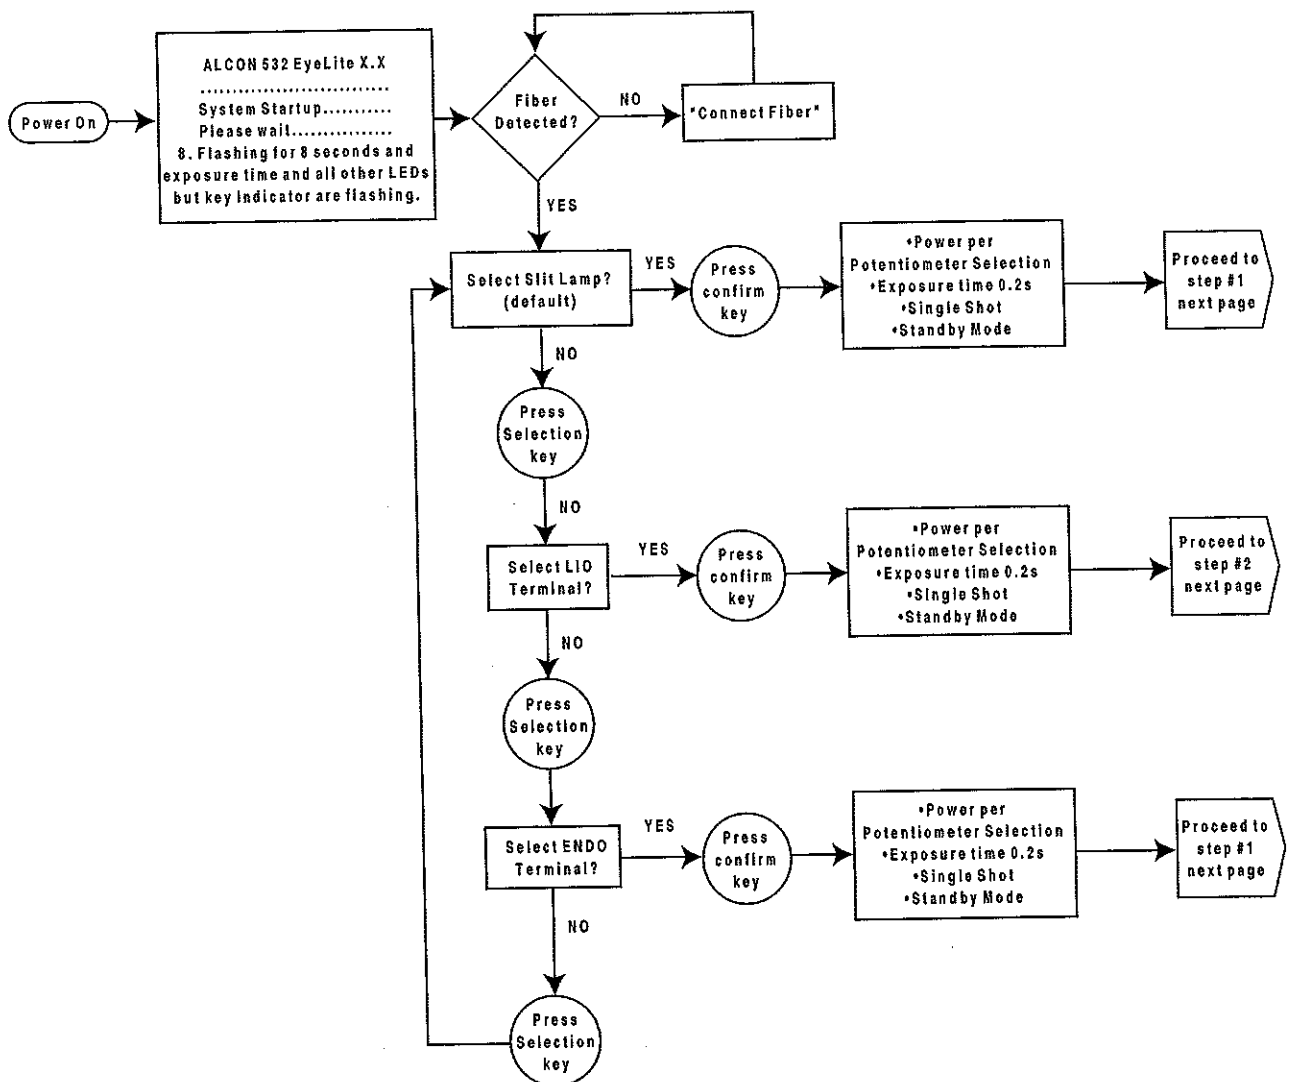 Power On
ALCON 532 EyeLite X.X
..............................
System Startup...........
Please wait................
8. Flashing for 8 seconds and
exposure time and all other LEDs
but key indicator are flashing.
Fiber
Detected?
NO
"Connect Fiber"
YES
Select Slit Lamp?
(default)
YES
Press
confirm
key
•Power per
Potentiometer Selection
•Exposure time 0.2s
•Single Shot
•Standby Mode
Proceed to
step #1
next page
NO
Press
Selection
key
NO
Select LIO
Terminal?
YES
Press
confirm
key
•Power per
Potentiometer Selection
•Exposure time 0.2s
•Single Shot
•Standby Mode
Proceed to
step #2
next page
NO
Press
Selection
key
Select ENDO
Terminal?
YES
Press
confirm
key
•Power per
Potentiometer Selection
•Exposure time 0.2s
•Single Shot
•Standby Mode
Proceed to
step #1
next page
NO
Press
Selection
key